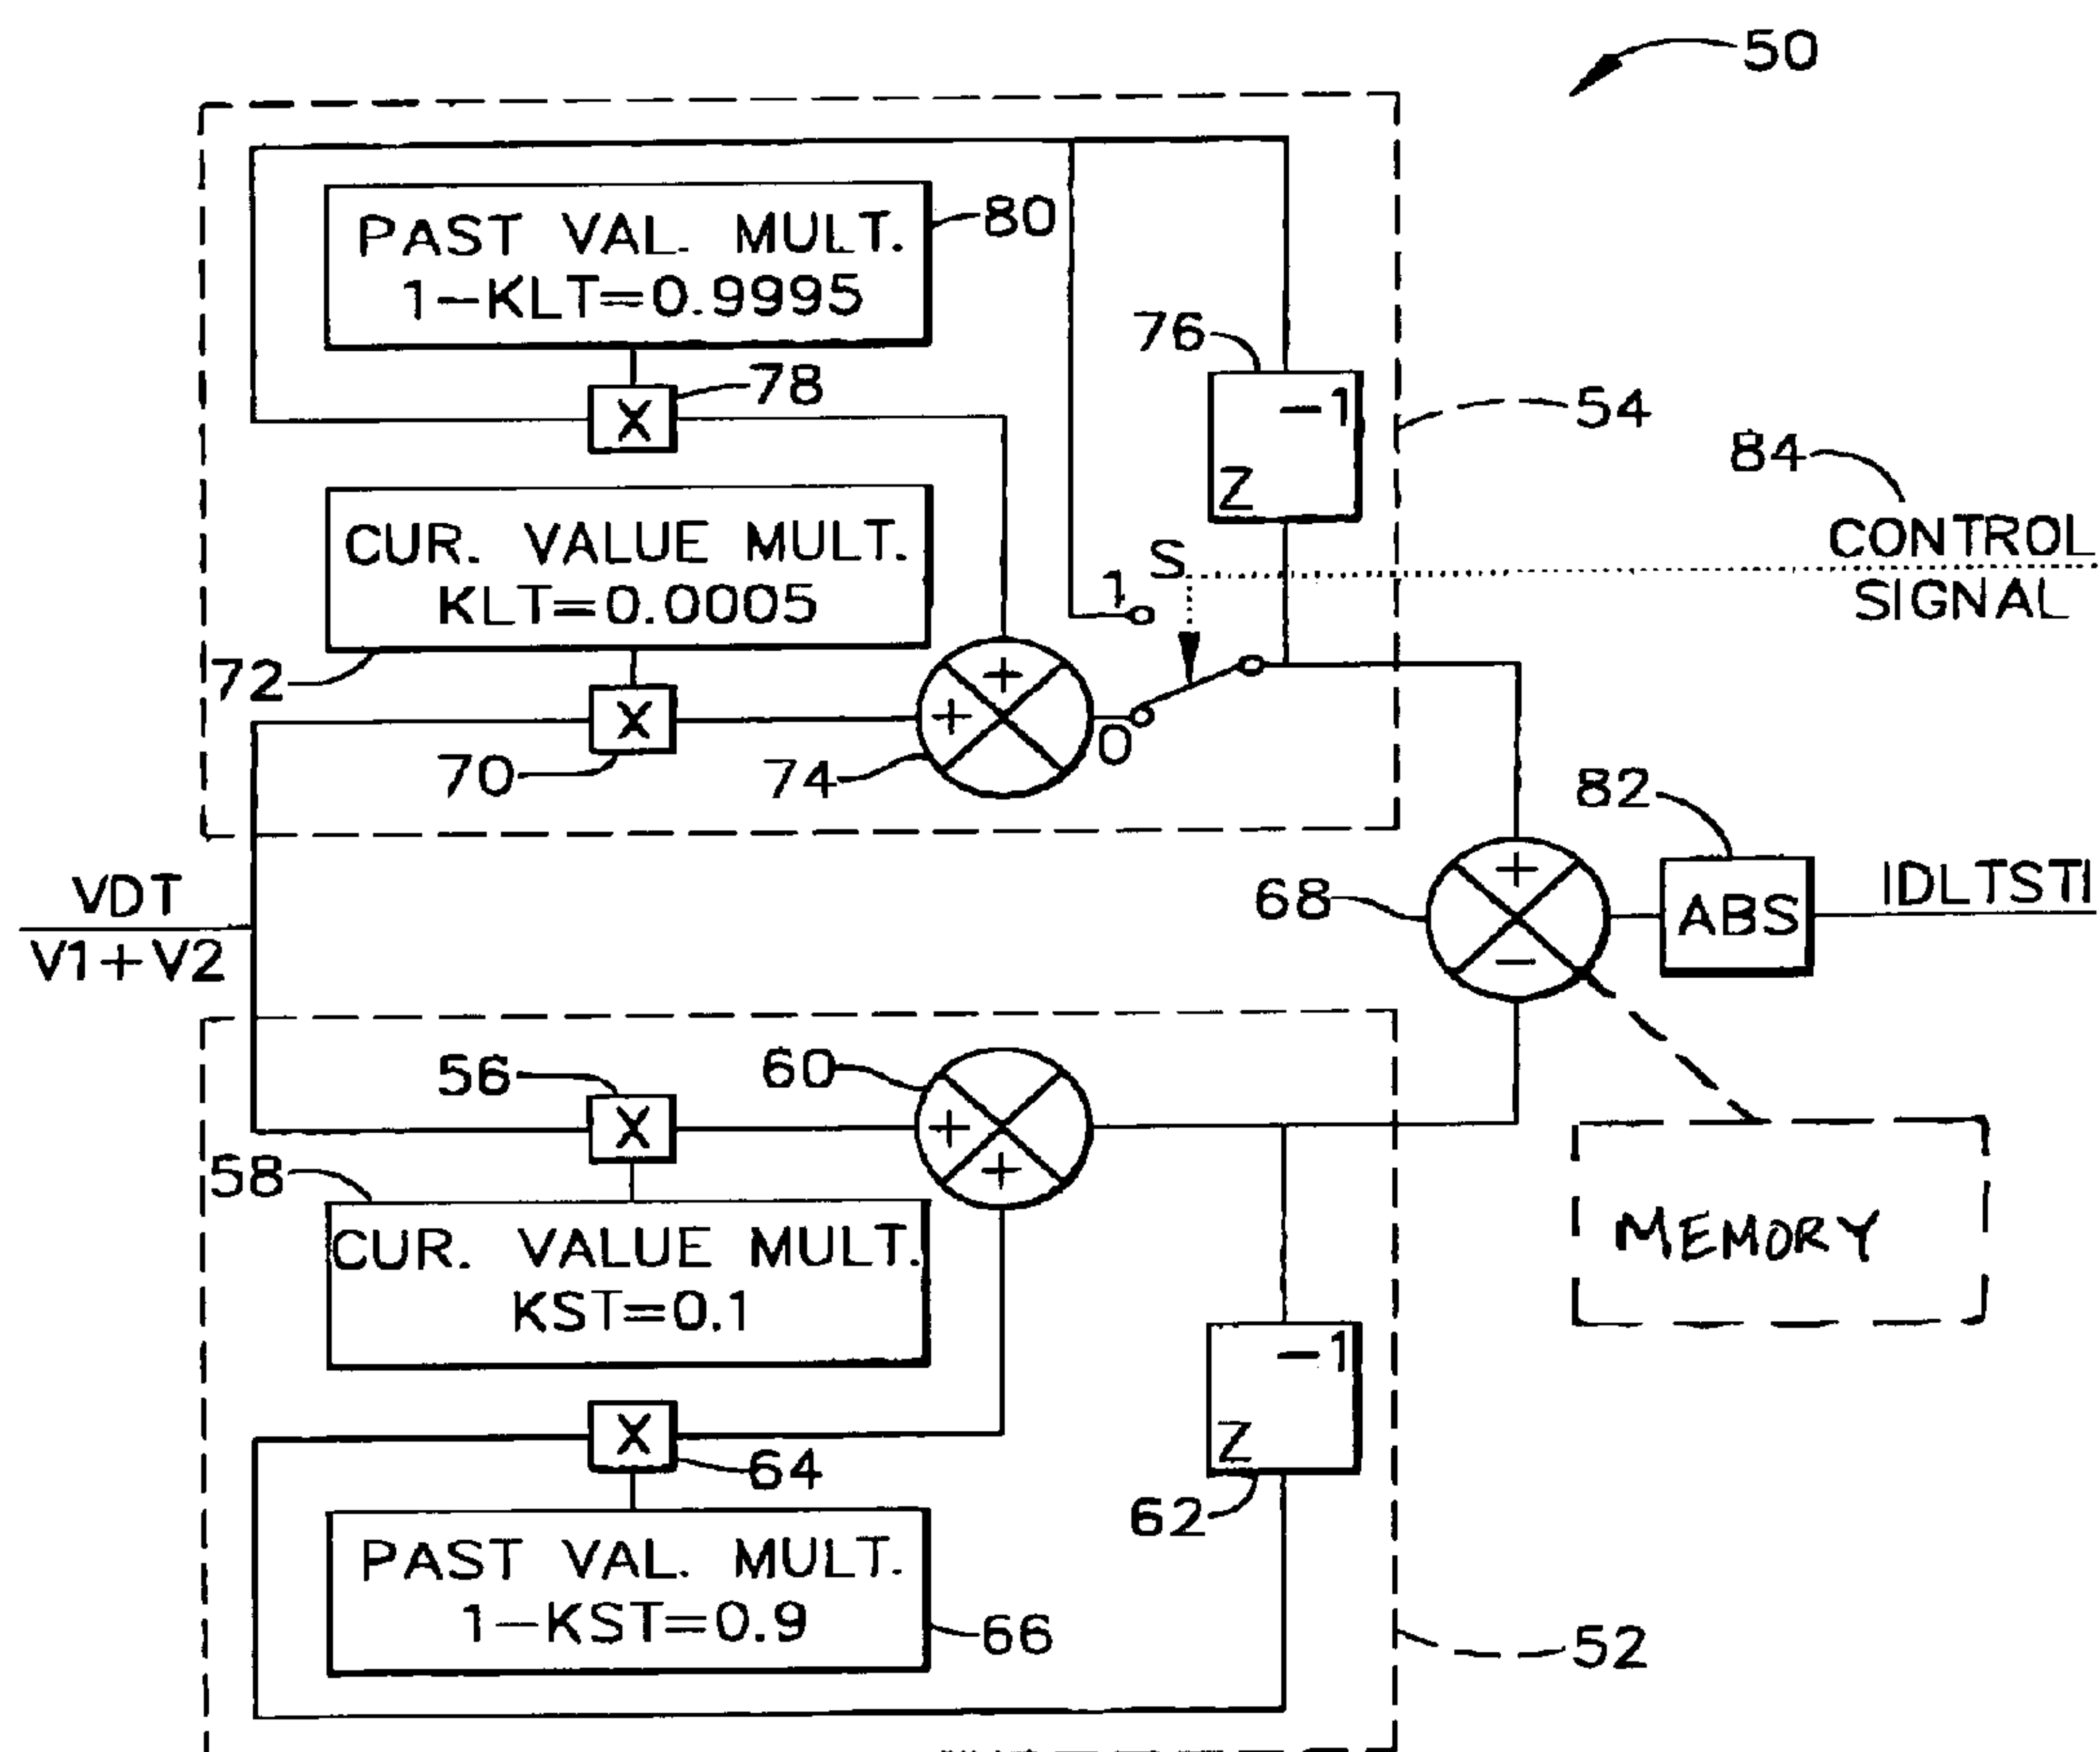 50
PAST VAL. MULT.
1-KLT=0.9995
80
76
-1
Z
78
X
54
84
CONTROL
SIGNAL
CUR. VALUE MULT.
KLT=0.0005
S
1
72
X
70
+
+
74
0
82
VDT
V1+V2
68
+
-
ABS
|IDLTSTI
56
X
60
+
+
58
CUR. VALUE MULT.
KST=0.1
MEMORY
-1
Z
62
X
64
PAST VAL. MULT.
1-KST=0.9
66
52